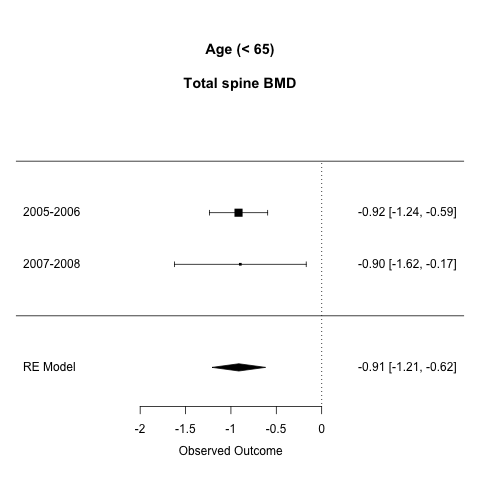 Age (< 65)
Total spine BMD
2005-2006 -0.92 [-1.24, -0.59]
2007-2008 -0.90 [-1.62, -0.17]
RE Model -0.91 [-1.21, -0.62]
-2 -1.5 -1 -0.5 0
Observed Outcome